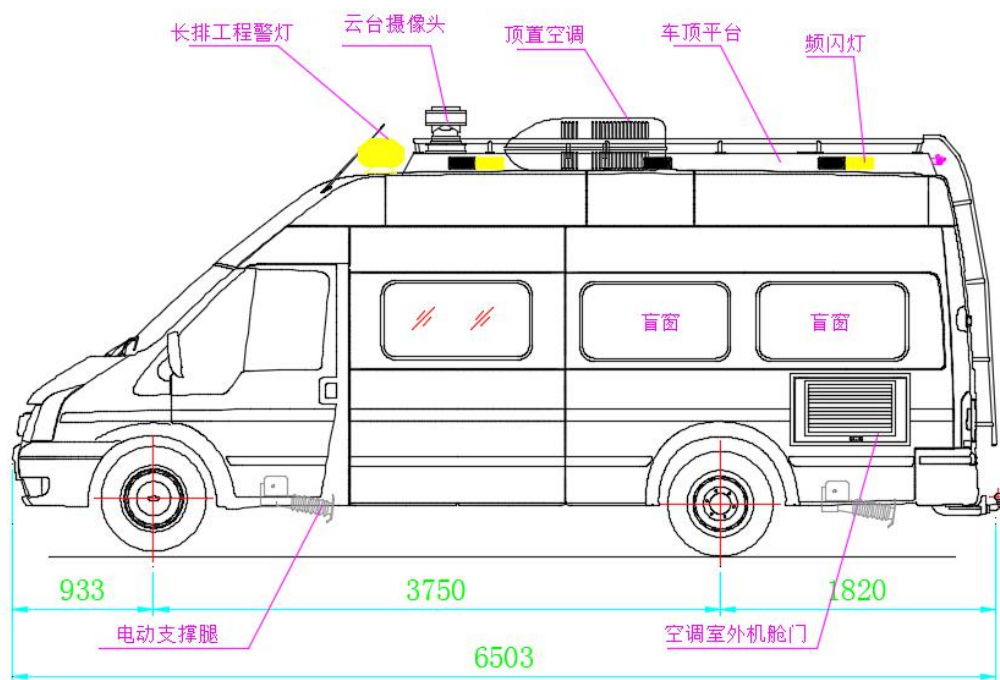 长排工程警灯
云台摄像头
顶置空调
车顶平台
频闪灯
盲窗
盲窗
933
3750
1820
电动支撑腿
空调室外机舱门
6503